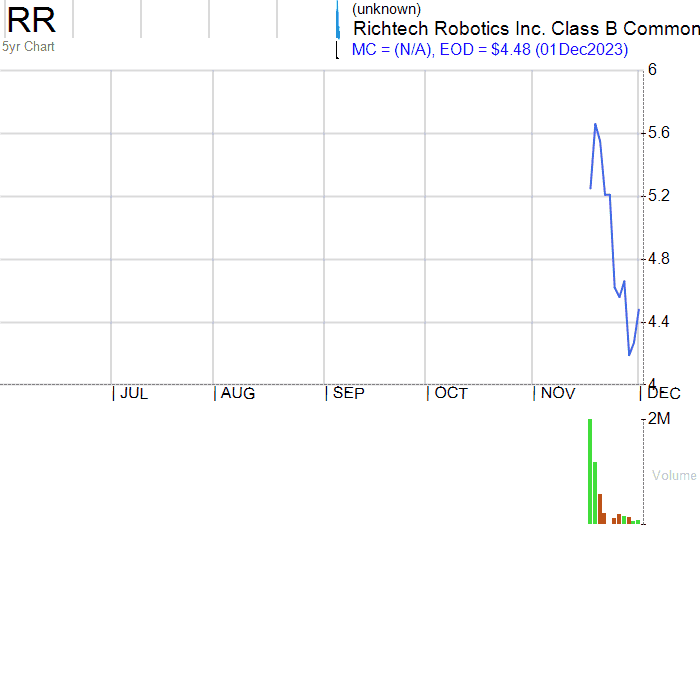 RR
5yr Chart
(unknown)
Richtech Robotics Inc. Class B Common
MC = (N/A), EOD = $4.48 (01Dec2023)
6
5.6
5.2
4.8
4.4
4
JUL AUG SEP OCT NOV DEC
2M
Volume